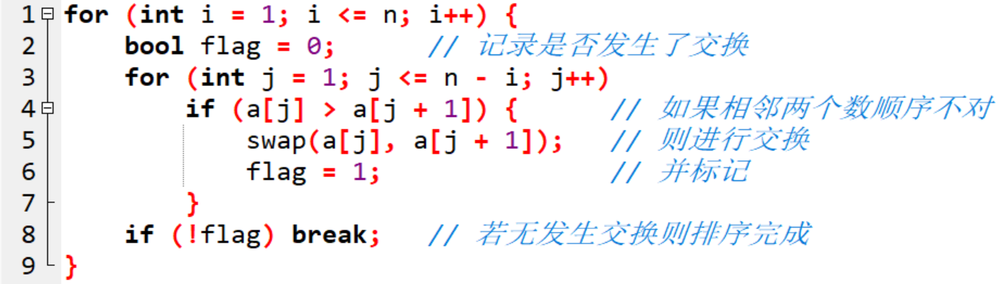 1 for (int i = 1; i <= n; i++) {
2 bool flag = 0; // 记录是否发生了交换
3 for (int j = 1; j <= n - i; j++)
4 if (a[j] > a[j + 1]) { // 如果相邻两个数顺序不对
5 swap(a[j], a[j + 1]); // 则进行交换
6 flag = 1; // 并标记
7 }
8 if (!flag) break; // 若无发生交换则排序完成
9 }